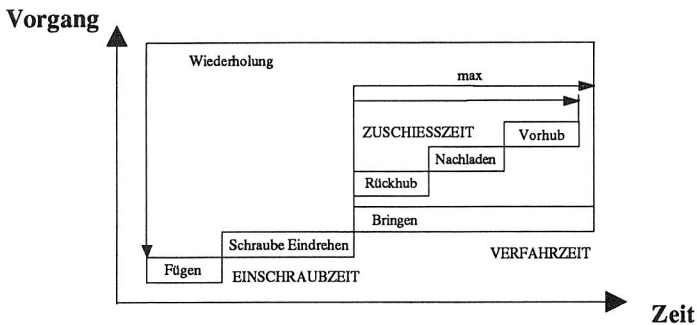 Vorgang
Wiederholung
max
ZUSCHIESSZEIT
Vorhub
Nachladen
Rückhub
Bringen
Schraube Eindrehen
VERFAHRZEIT
Fügen
EINSCHRAUBZEIT
Zeit